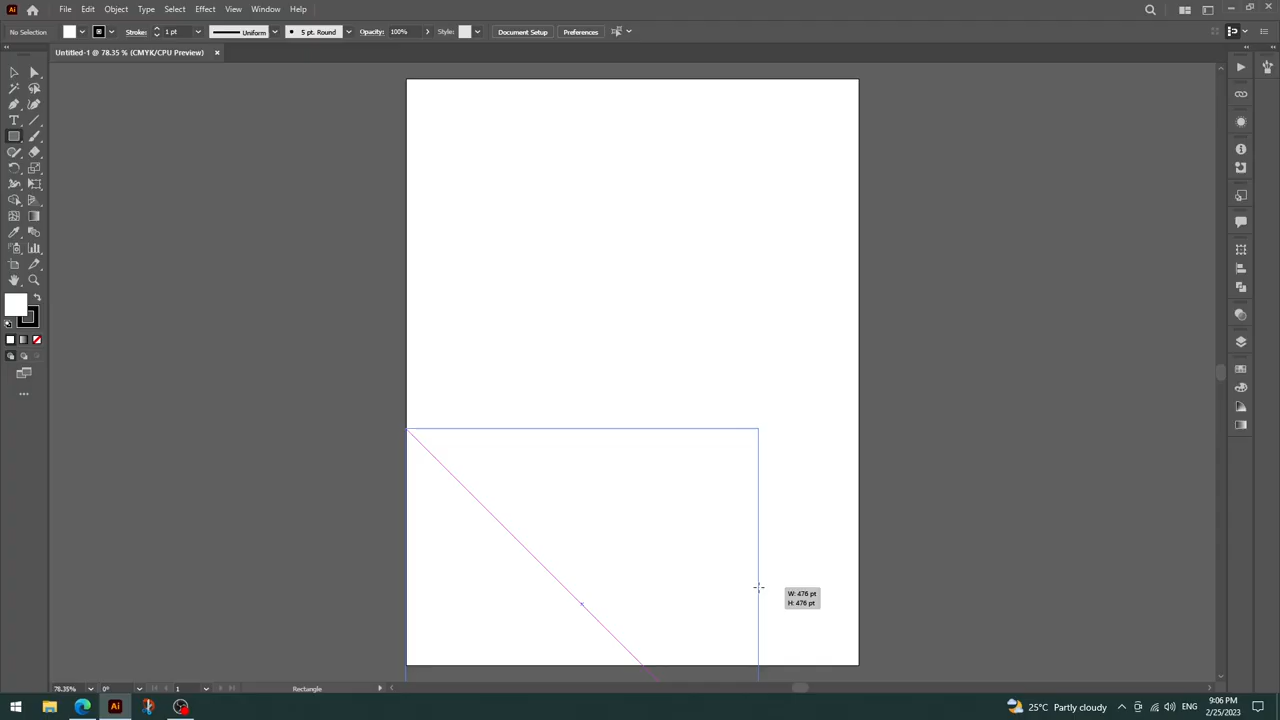 Ai File Edit Object Type Select Effect View Window Help
No Selection Stroke: 1 pt Uniform 5 pt. Round Opacity: 100% Style: Document Setup Preferences
Untitled-1 @ 78.35 % (CMYK/CPU Preview) ×
W: 476 pt
H: 476 pt
78.35% 0° 1 Rectangle
Ai 25°C Partly cloudy ENG 9:06 PM
2/25/2023